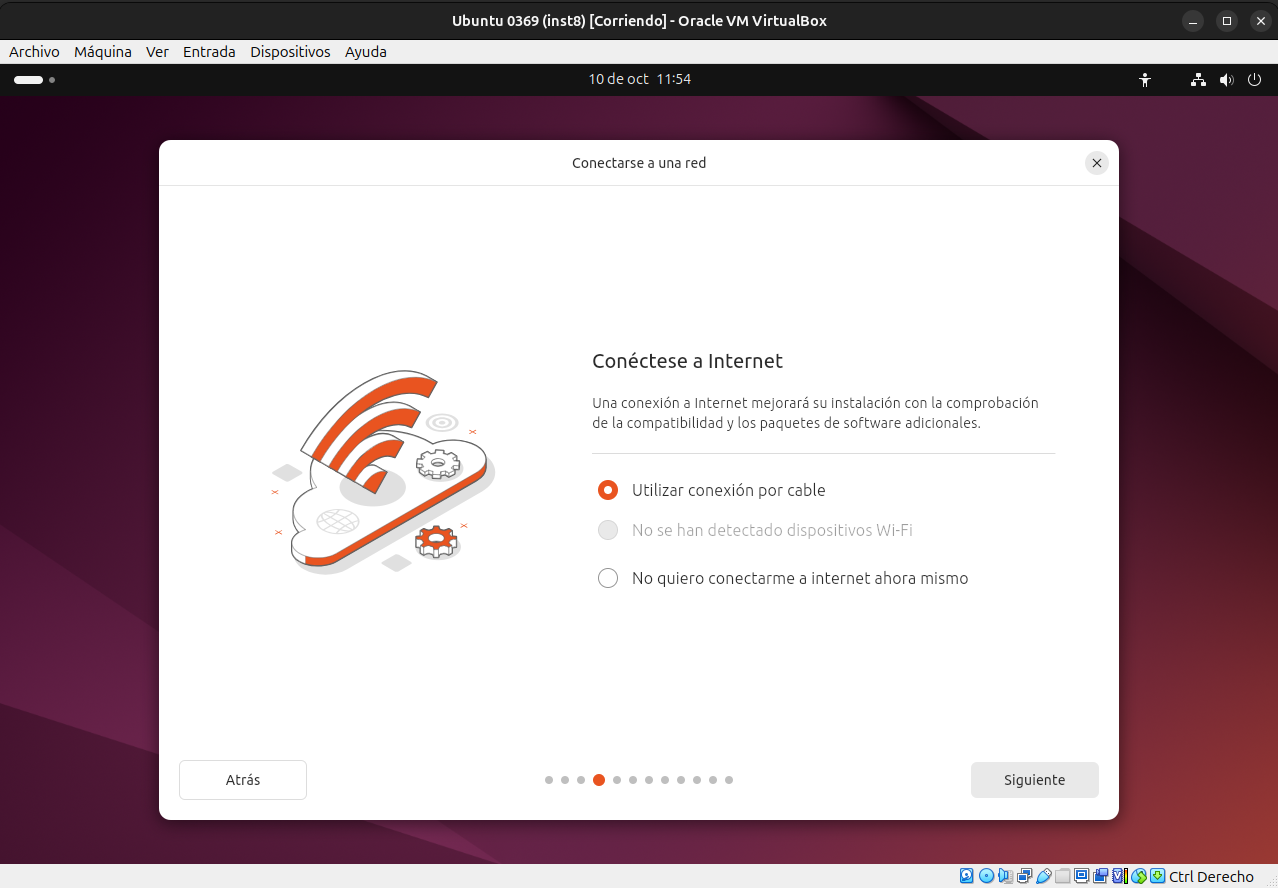 Ubuntu 0369 (inst8) [Corriendo] - Oracle VM VirtualBox
Archivo Máquina Ver Entrada Dispositivos Ayuda
10 de oct 11:54
Conectarse a una red
Conéctese a Internet
Una conexión a Internet mejorará su instalación con la comprobación
de la compatibilidad y los paquetes de software adicionales.
Utilizar conexión por cable
No se han detectado dispositivos Wi-Fi
No quiero conectarme a internet ahora mismo
Atrás
Siguiente
Ctrl Derecho